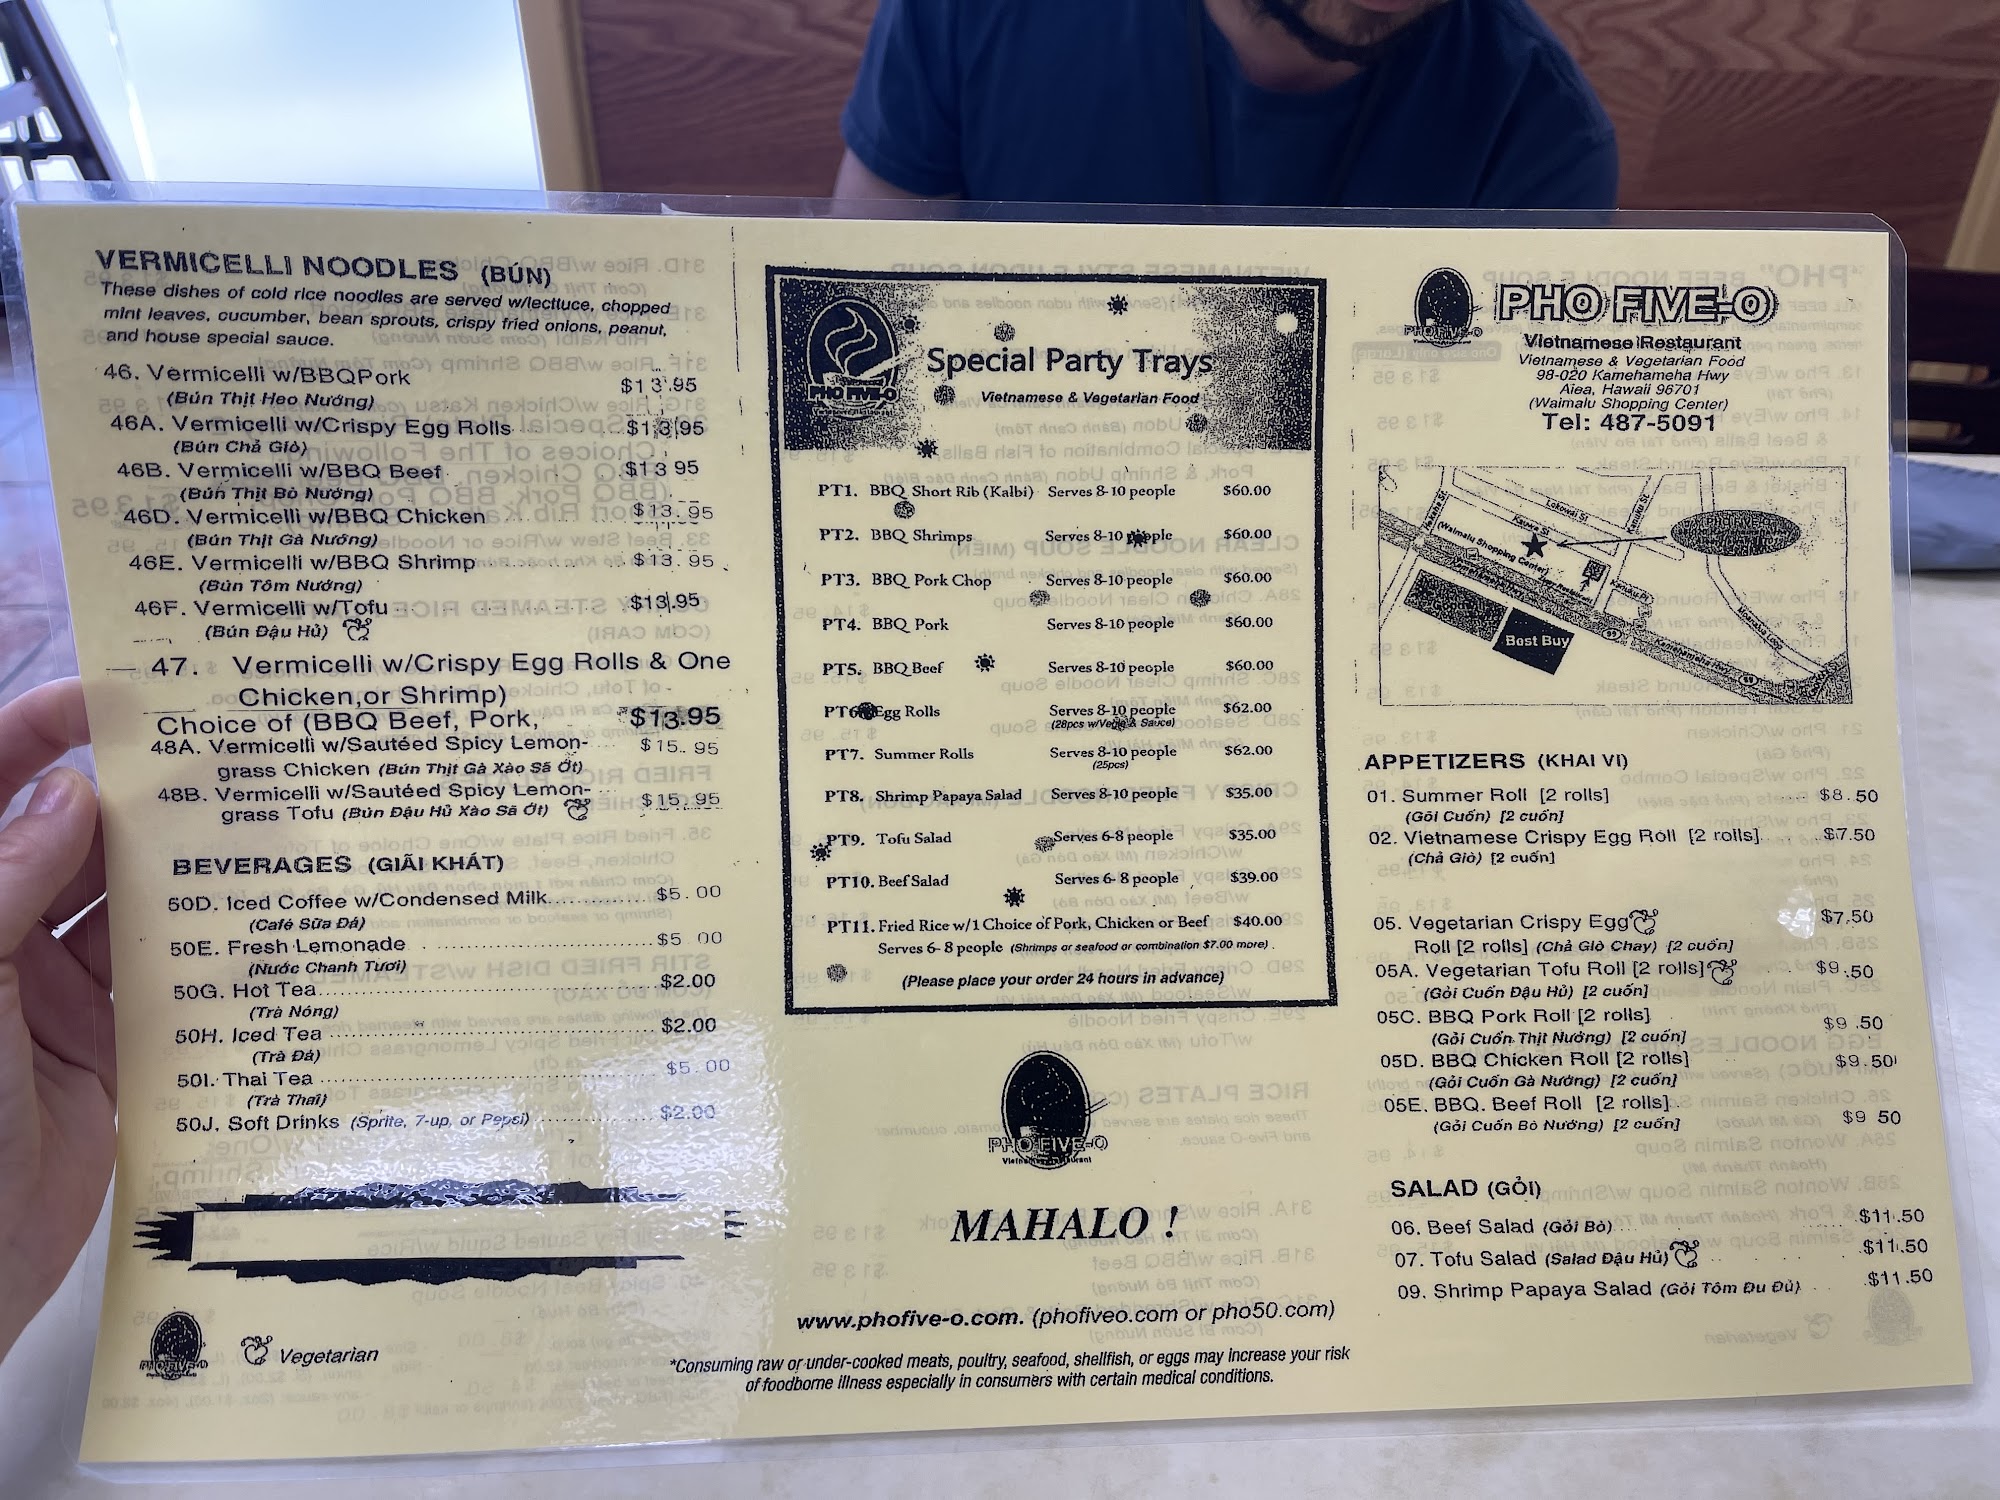 VERMICELLI NOODLES (BÚN)
These dishes of cold rice noodles are served w/lecttuce, chopped
mint leaves, cucumber, bean sprouts, crispy fried onions, peanut,
and house special sauce.
46. Vermicelli w/BBQ Pork $13.95
(Bún Thịt Heo Nướng)
46A. Vermicelli w/Crispy Egg Rolls $13.95
(Bún Chả Giò)
46B. Vermicelli w/BBQ Beef $13 95
(Bún Thịt Bò Nướng)
46D. Vermicelli w/BBQ Chicken $13.95
(Bún Thịt Gà Nướng)
46E. Vermicelli w/BBQ Shrimp $13.95
(Bún Tôm Nướng)
46F. Vermicelli w/Tofu $13.95
(Bún Đậu Hủ)
47. Vermicelli w/Crispy Egg Rolls & One
Chicken,or Shrimp)
Choice of (BBQ Beef, Pork, $13.95
48A. Vermicelli w/Sautéed Spicy Lemon- $15.95
grass Chicken (Bún Thịt Gà Xào Sã Ớt)
48B. Vermicelli w/Sautéed Spicy Lemon-
grass Tofu (Bún Đậu Hủ Xào Sã Ớt) $15.95
BEVERAGES (GIÃI KHÁT)
50D. Iced Coffee w/Condensed Milk $5.00
(Café Sữa Đá)
50E. Fresh Lemonade $5 00
(Nước Chanh Tươi)
50G. Hot Tea $2.00
(Trà Nóng)
50H. Iced Tea $2.00
(Trà Đá)
50I. Thai Tea $5.00
(Trà Thai)
50J. Soft Drinks (Sprite, 7-up, or Pepsi) $2.00
PHO FIVE-O
Vegetarian
PHO FIVE-O
Special Party Trays
Vietnamese & Vegetarian Food
PT1. BBQ Short Rib (Kalbi) Serves 8-10 people $60.00
PT2. BBQ Shrimps Serves 8-10 people $60.00
PT3. BBQ Pork Chop Serves 8-10 people $60.00
PT4. BBQ Pork Serves 8-10 people $60.00
PT5. BBQ Beef Serves 8-10 people $60.00
PT6. Egg Rolls Serves 8-10 people $62.00
(28pcs w/Vegie & Sauce)
PT7. Summer Rolls Serves 8-10 people $62.00
(25pcs)
PT8. Shrimp Papaya Salad Serves 8-10 people $35.00
PT9. Tofu Salad Serves 6-8 people $35.00
PT10. Beef Salad Serves 6- 8 people $39.00
PT11. Fried Rice w/1 Choice of Pork, Chicken or Beef $40.00
Serves 6- 8 people (Shrimps or seafood or combination $7.00 more)
(Please place your order 24 hours in advance)
PHO FIVE-O
Vietnamese Restaurant
MAHALO !
www.phofive-o.com. (phofiveo.com or pho50.com)
*Consuming raw or under-cooked meats, poultry, seafood, shellfish, or eggs may increase your risk
of foodborne illness especially in consumers with certain medical conditions.
PHO FIVE-O
PHO FIVE-O
Vietnamese Restaurant
Vietnamese & Vegetarian Food
98-020 Kamehameha Hwy
Aiea, Hawaii 96701
(Waimalu Shopping Center)
Tel: 487-5091
Lokowai St
(Waimalu Shopping Center)
Best Buy
99
Kamehameha Hwy
APPETIZERS (KHAI VI)
01. Summer Roll [2 rolls] $8.50
(Gõi Cuốn) [2 cuốn]
02. Vietnamese Crispy Egg Roll [2 rolls] $7.50
(Chả Giò) [2 cuốn]
05. Vegetarian Crispy Egg $7.50
Roll [2 rolls] (Chả Giò Chay) [2 cuốn]
05A. Vegetarian Tofu Roll [2 rolls] $9.50
(Gỏi Cuốn Đậu Hủ) [2 cuốn]
05C. BBQ Pork Roll [2 rolls] $9.50
(Gỏi Cuốn Thịt Nướng) [2 cuốn]
05D. BBQ Chicken Roll [2 rolls] $9.50
(Gỏi Cuốn Gà Nướng) [2 cuốn]
05E. BBQ. Beef Roll [2 rolls] $9 50
(Gỏi Cuốn Bò Nướng) [2 cuốn]
SALAD (GỎI)
06. Beef Salad (Gỏi Bò) $11.50
07. Tofu Salad (Salad Đậu Hủ) $11.50
09. Shrimp Papaya Salad (Gỏi Tôm Đu Đủ) $11.50